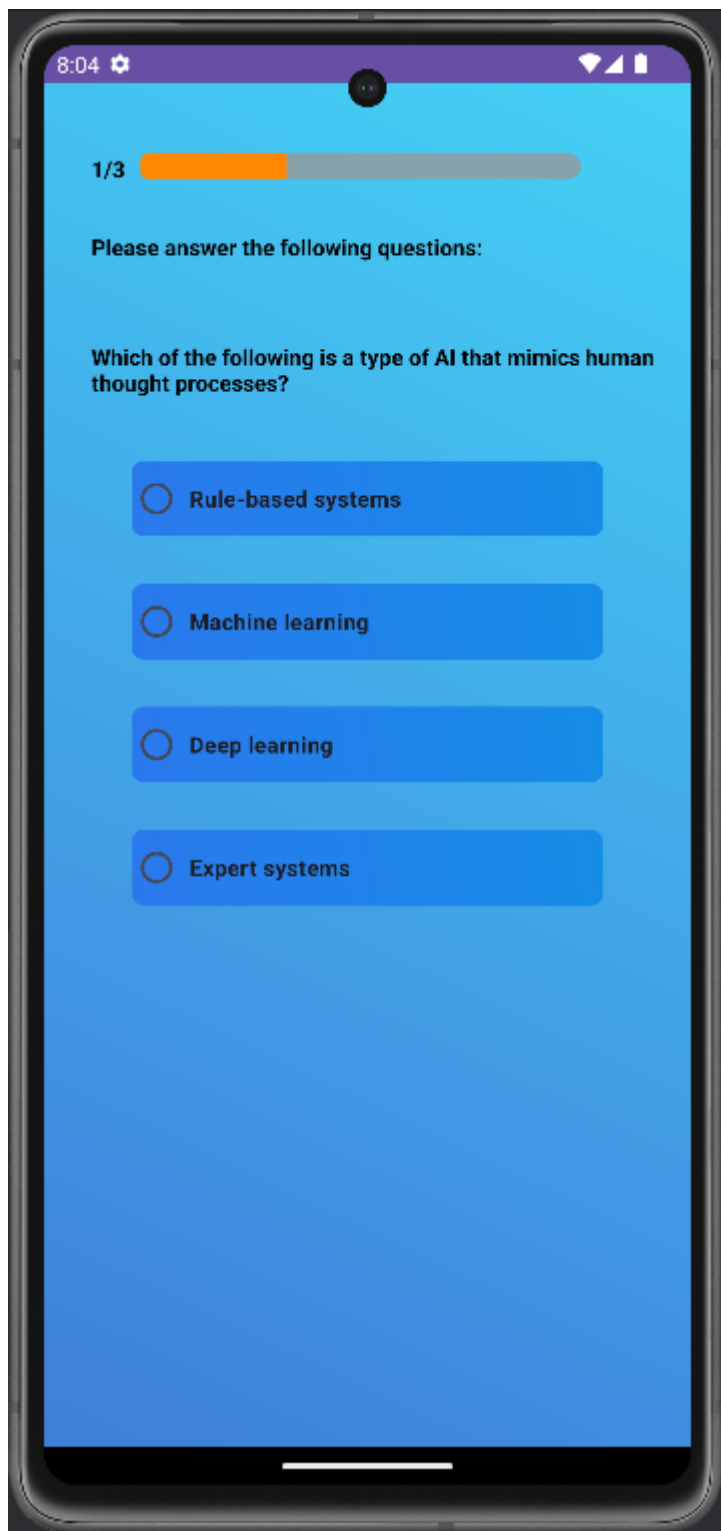 8:04
1/3
Please answer the following questions:
Which of the following is a type of AI that mimics human
thought processes?
Rule-based systems
Machine learning
Deep learning
Expert systems